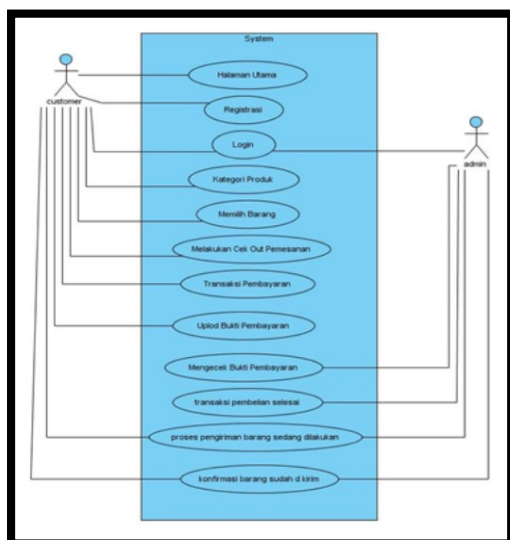 System
Halaman Utama
customer
Registrasi
Login
admin
Kategori Produk
Memilih Barang
Melakukan Cek Out Pemesanan
Transaksi Pembayaran
Uplod Bukti Pembayaran
Mengecek Bukti Pembayaran
transaksi pembelian selesai
proses pengiriman barang sedang dilakukan
konfirmasi barang sudah d kirim